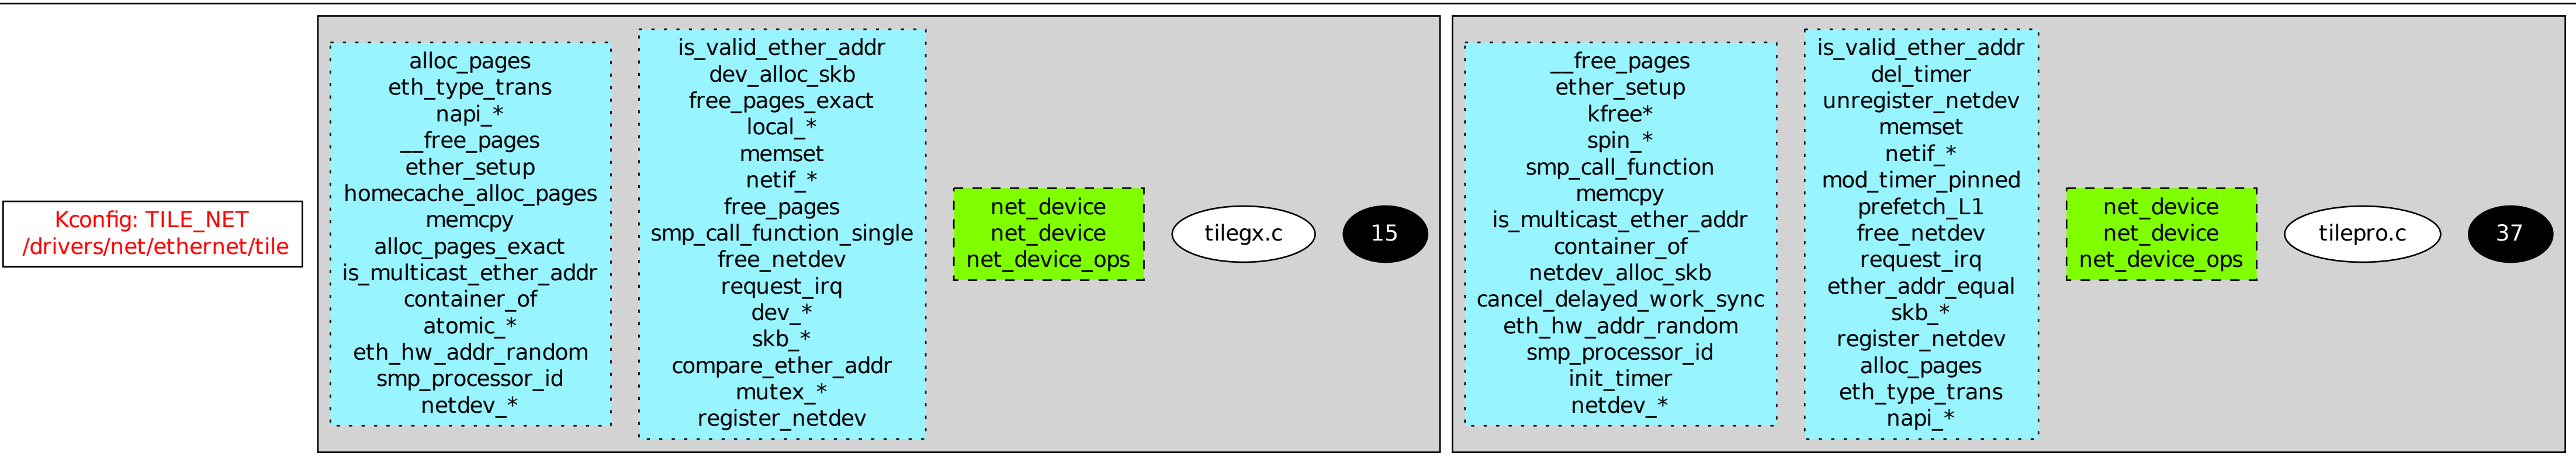 Kconfig: TILE_NET
/drivers/net/ethernet/tile
alloc_pages
eth_type_trans
napi_*
__free_pages
ether_setup
homecache_alloc_pages
memcpy
alloc_pages_exact
is_multicast_ether_addr
container_of
atomic_*
eth_hw_addr_random
smp_processor_id
netdev_*
is_valid_ether_addr
dev_alloc_skb
free_pages_exact
local_*
memset
netif_*
free_pages
smp_call_function_single
free_netdev
request_irq
dev_*
skb_*
compare_ether_addr
mutex_*
register_netdev
net_device
net_device
net_device_ops
tilegx.c
15
__free_pages
ether_setup
kfree*
spin_*
smp_call_function
memcpy
is_multicast_ether_addr
container_of
netdev_alloc_skb
cancel_delayed_work_sync
eth_hw_addr_random
smp_processor_id
init_timer
netdev_*
is_valid_ether_addr
del_timer
unregister_netdev
memset
netif_*
mod_timer_pinned
prefetch_L1
free_netdev
request_irq
ether_addr_equal
skb_*
register_netdev
alloc_pages
eth_type_trans
napi_*
net_device
net_device
net_device_ops
tilepro.c
37